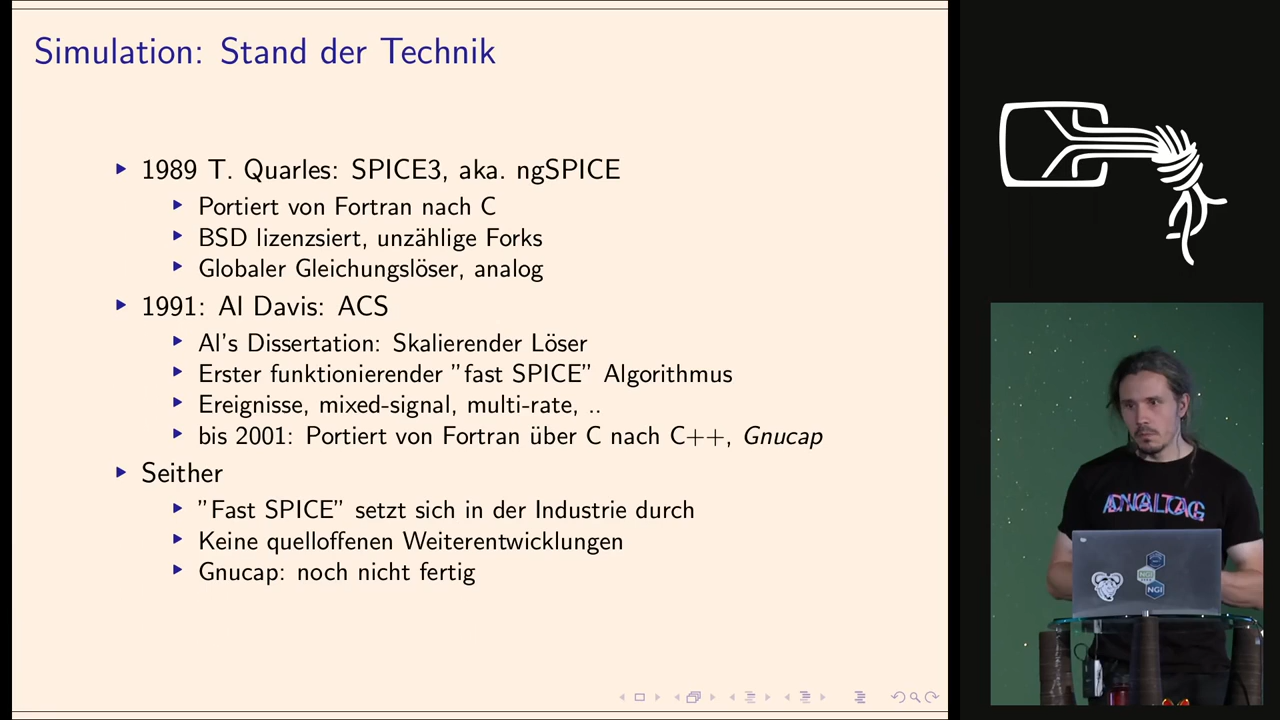 Simulation: Stand der Technik
1989 T. Quarles: SPICE3, aka. ngSPICE
Portiert von Fortran nach C
BSD lizenzsiert, unzählige Forks
Globaler Gleichungslöser, analog
1991: Al Davis: ACS
Al's Dissertation: Skalierender Löser
Erster funktionierender "fast SPICE" Algorithmus
Ereignisse, mixed-signal, multi-rate, ..
bis 2001: Portiert von Fortran über C nach C++, Gnucap
Seither
"Fast SPICE" setzt sich in der Industrie durch
Keine quelloffenen Weiterentwicklungen
Gnucap: noch nicht fertig
NGI